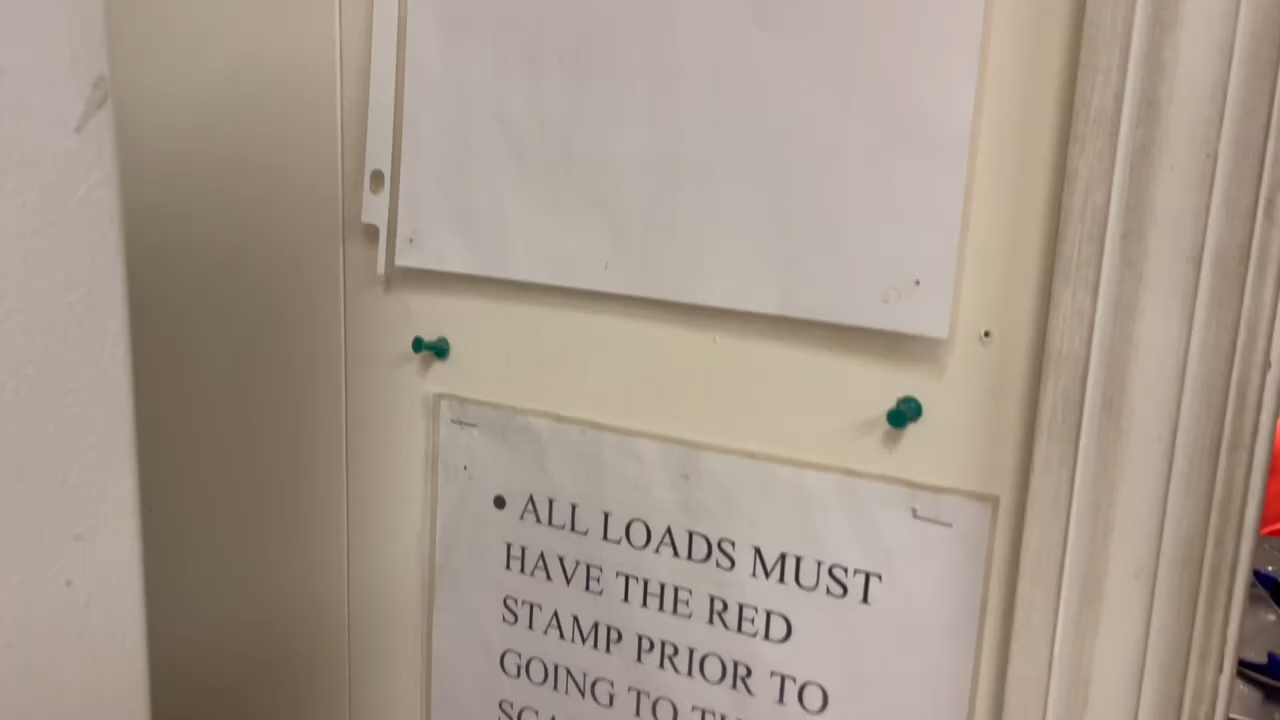 • ALL LOADS MUST
HAVE THE RED
STAMP PRIOR TO
GOING TO